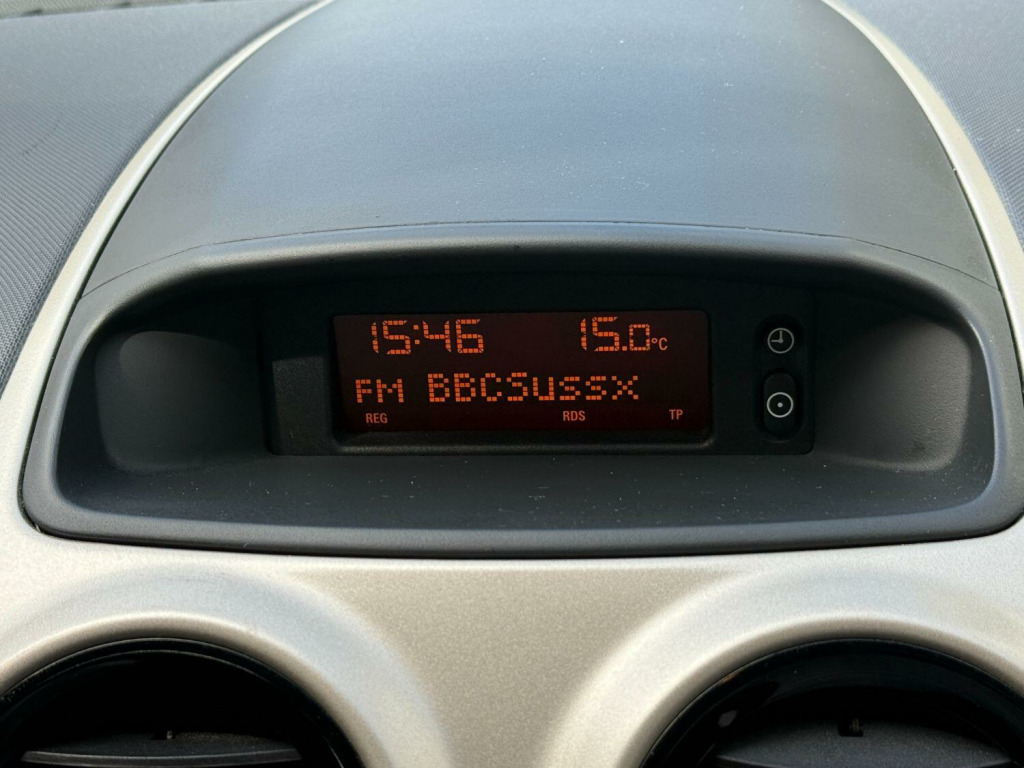 15:46 15.0°C
FM BBCSussx
REG RDS TP